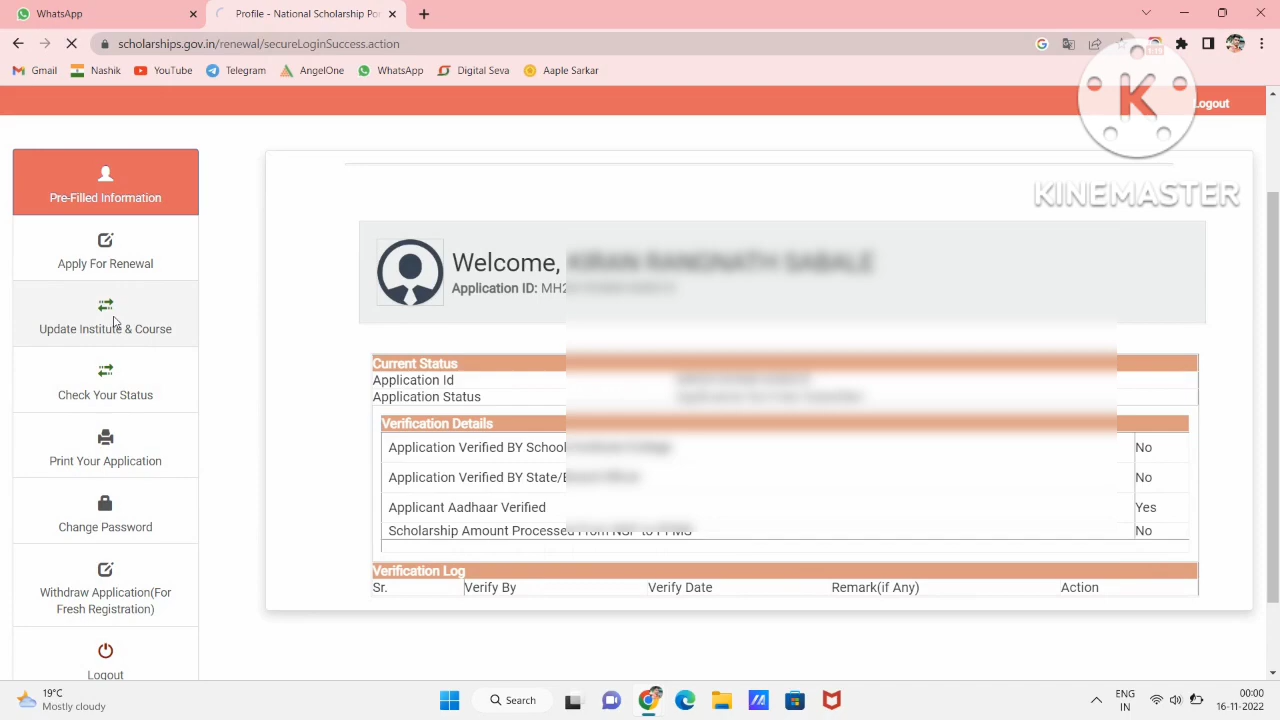 WhatsApp
Profile - National Scholarship Po
scholarships.gov.in/renewal/secureLoginSuccess.action
Gmail Nashik YouTube Telegram AngelOne WhatsApp Digital Seva Aaple Sarkar
Logout
KINEMASTER
Pre-Filled Information
Apply For Renewal
Update Institute & Course
Check Your Status
Print Your Application
Change Password
Withdraw Application(For
Fresh Registration)
Logout
Welcome,
Application ID: MH2
Current Status
Application Id
Application Status
Verification Details
Application Verified BY School No
Application Verified BY State/ No
Applicant Aadhaar Verified Yes
Scholarship Amount Processed From NSP to PFMS No
Verification Log
Sr. Verify By Verify Date Remark(if Any) Action
19°C
Mostly cloudy
Search
ENG
IN
00:00
16-11-2022